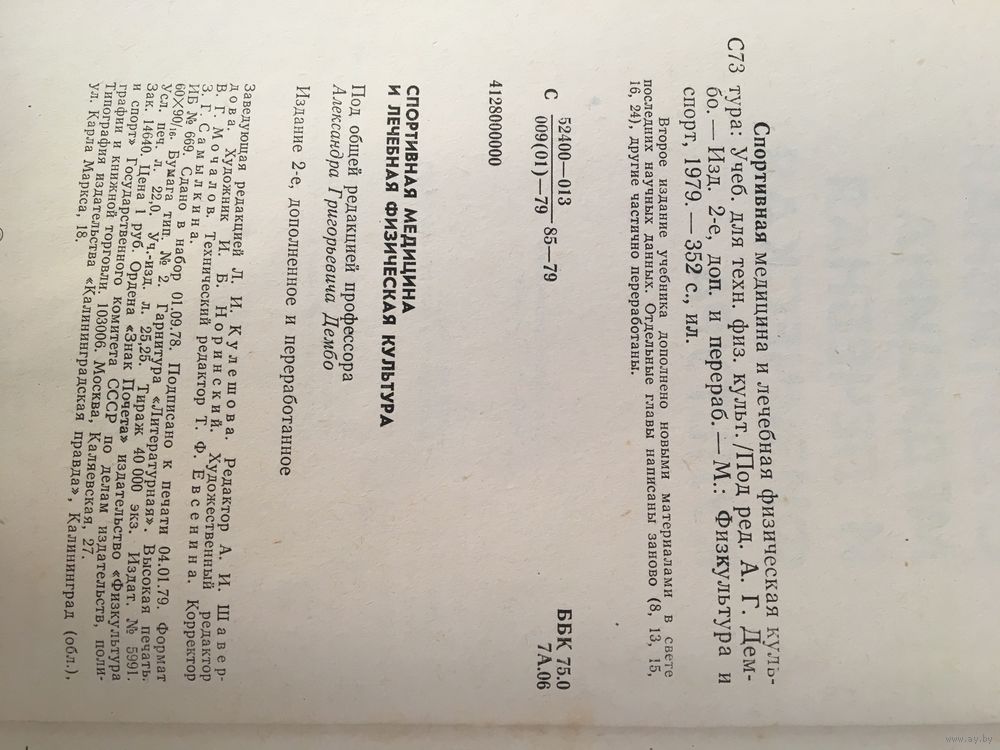 Спортивная медицина и лечебная физическая куль-
С73 тура: Учеб. для техн. физ. культ. /Под ред. А. Г. Дем-
бо. — Изд. 2-е, доп. и перераб. — М.: Физкультура и
спорт, 1979. — 352 с., ил.
Второе издание учебника дополнено новыми материалами в свете
последних научных данных. Отдельные главы написаны заново (8, 13, 15,
16, 24), другие частично переработаны.
С 52400—013
009(01)—79 85—79
ББК 75.0
7А.06
4128000000
СПОРТИВНАЯ МЕДИЦИНА
И ЛЕЧЕБНАЯ ФИЗИЧЕСКАЯ КУЛЬТУРА
Под общей редакцией профессора
Александра Григорьевича Дембо
Издание 2-е, дополненное и переработанное
Заведующая редакцией Л. И. Кулешова. Редактор А. И. Шавер-
дова. Художник И. Б. Норинский. Художественный редактор
В. Г. Мочалов. Технический редактор Т. Ф. Евсенина. Корректор
З. Г. Самылкина.
ИБ № 669. Сдано в набор 01.09.78. Подписано к печати 04.01.79. Формат
60×90/16. Бумага тип. № 2. Гарнитура «Литературная». Высокая печать.
Усл. печ. л. 22,0. Уч.-изд. л. 25,25. Тираж 40 000 экз. Издат. № 5991.
Зак. 14640. Цена 1 руб. Ордена «Знак Почета» издательство «Физкультура
и спорт» Государственного комитета СССР по делам издательств, поли-
графии и книжной торговли. 103006. Москва, Каляевская, 27.
Типография издательства «Калининградская правда», Калининград (обл.),
ул. Карла Маркса, 18.
www.ay.by